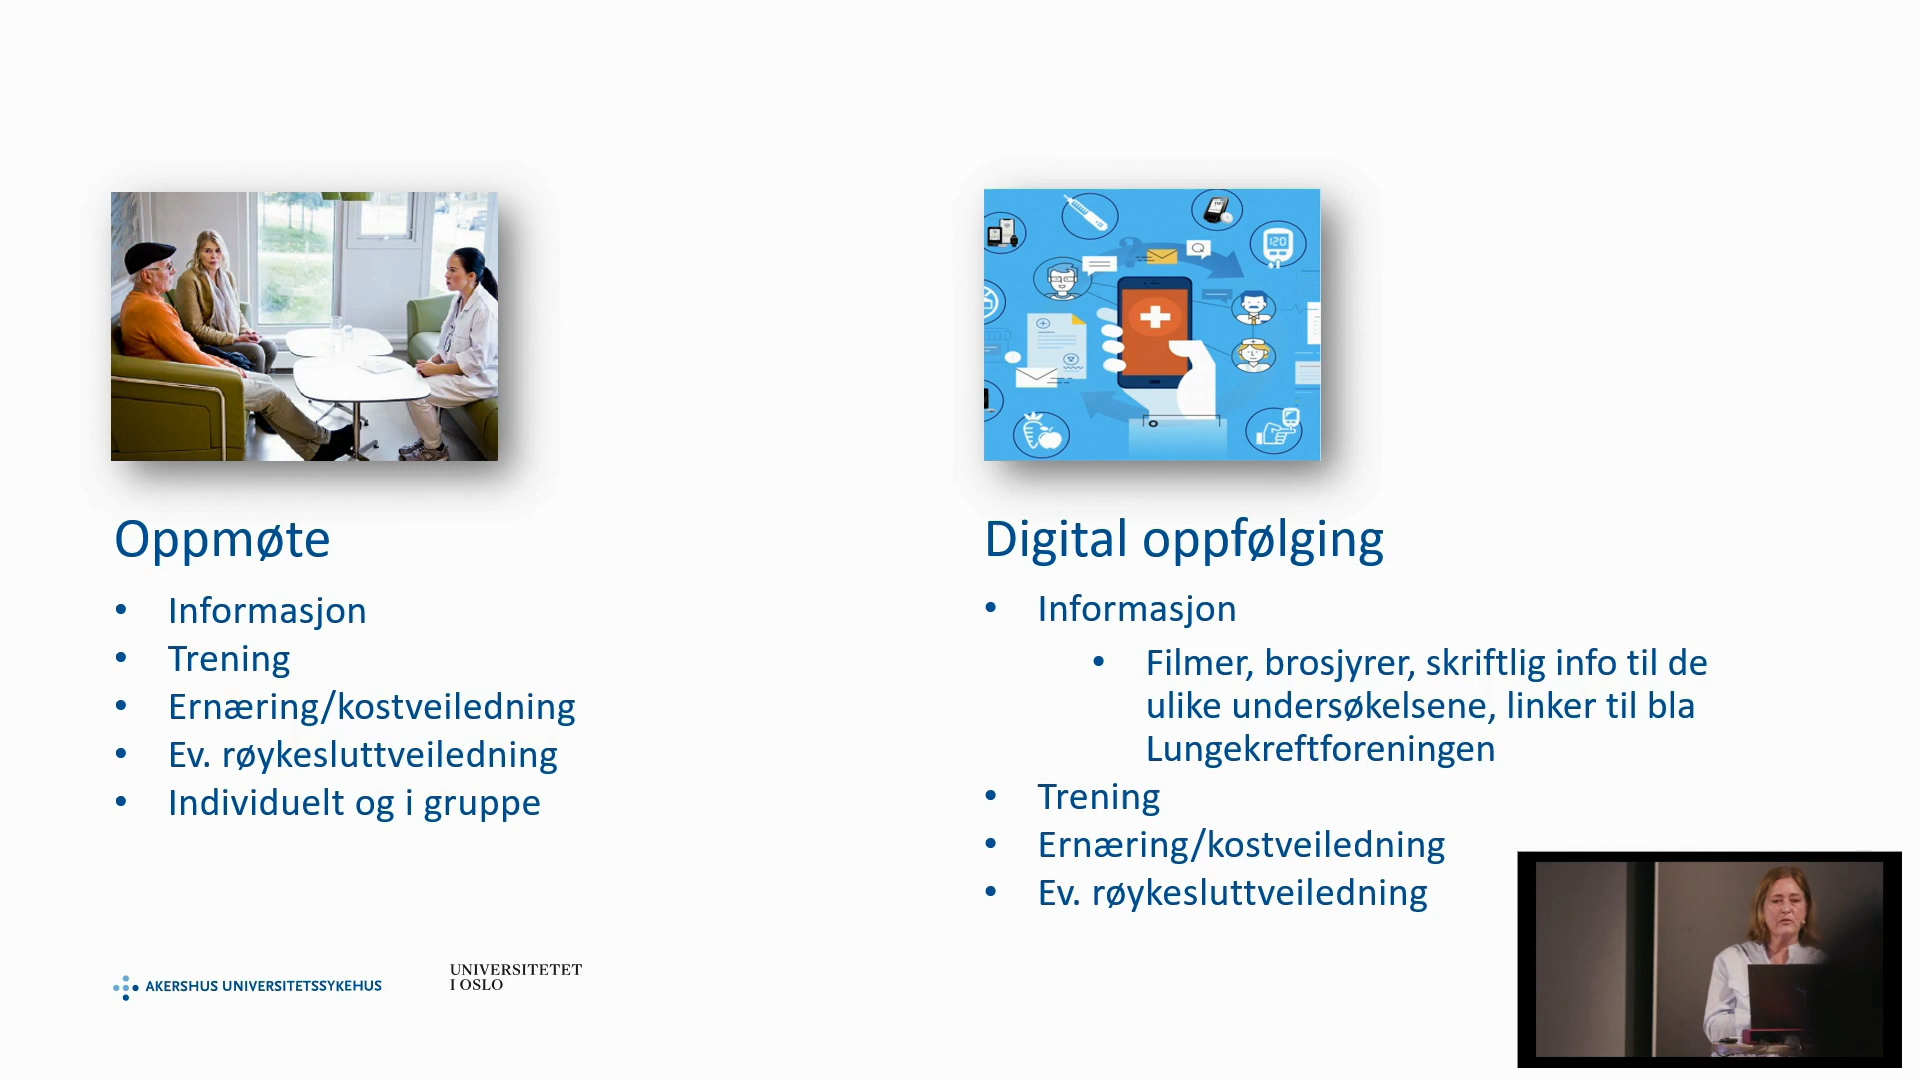 120
Oppmøte
• Informasjon
• Trening
• Ernæring/kostveiledning
• Ev. røykesluttveiledning
• Individuelt og i gruppe
Digital oppfølging
• Informasjon
• Filmer, brosjyrer, skriftlig info til de
ulike undersøkelsene, linker til bla
Lungekreftforeningen
• Trening
• Ernæring/kostveiledning
• Ev. røykesluttveiledning
AKERSHUS UNIVERSITETSSYKEHUS
UNIVERSITETET
I OSLO